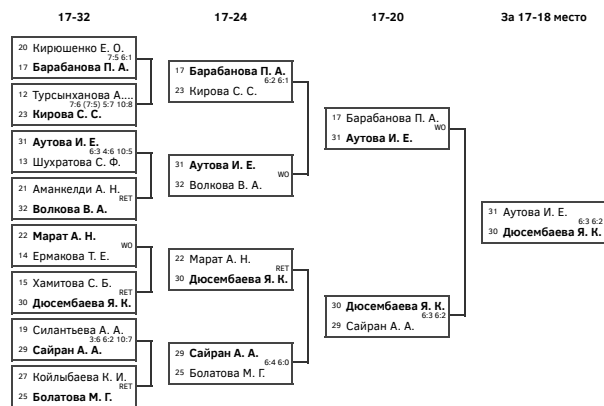 17-32
17-24
17-20
За 17-18 место
20 Кирюшенко Е. О.
7:5 6:1
17 Барабанова П. А.
12 Турсынханова А....
7:6 (7:5) 5:7 10:8
23 Кирова С. С.
31 Аутова И. Е.
6:3 4:6 10:5
13 Шухратова С. Ф.
21 Аманкелди А. Н.
RET
32 Волкова В. А.
22 Марат А. Н.
WO
14 Ермакова Т. Е.
15 Хамитова С. Б.
RET
30 Дюсембаева Я. К.
19 Силантьева А. А.
3:6 6:2 10:7
29 Сайран А. А.
27 Койлыбаева К. И.
RET
25 Болатова М. Г.
17 Барабанова П. А.
6:2 6:1
23 Кирова С. С.
31 Аутова И. Е.
WO
32 Волкова В. А.
22 Марат А. Н.
RET
30 Дюсембаева Я. К.
29 Сайран А. А.
6:4 6:0
25 Болатова М. Г.
17 Барабанова П. А.
WO
31 Аутова И. Е.
30 Дюсембаева Я. К.
6:3 6:2
29 Сайран А. А.
31 Аутова И. Е.
6:3 6:2
30 Дюсембаева Я. К.